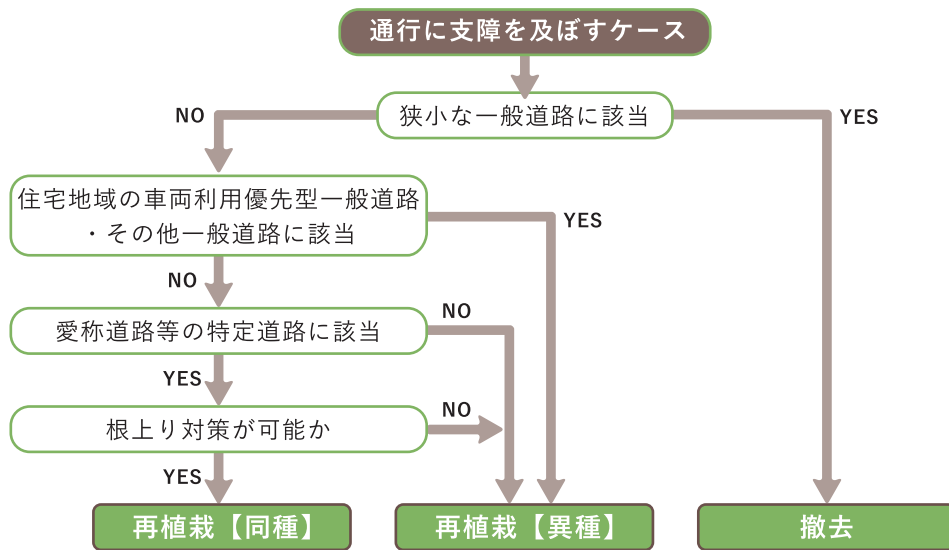 通行に支障を及ぼすケース
狭小な一般道路に該当
NO
YES
住宅地域の車両利用優先型一般道路
・その他一般道路に該当
YES
NO
愛称道路等の特定道路に該当
NO
YES
根上り対策が可能か
NO
YES
再植栽【同種】
再植栽【異種】
撤去